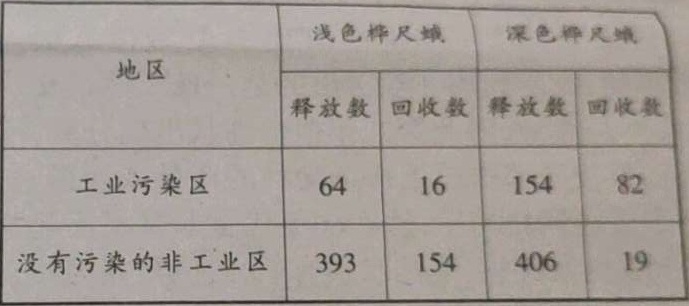 地区 浅色桦尺蛾 深色桦尺蛾
释放数 回收数 释放数 回收数
工业污染区 64 16 154 82
没有污染的非工业区 393 154 406 19